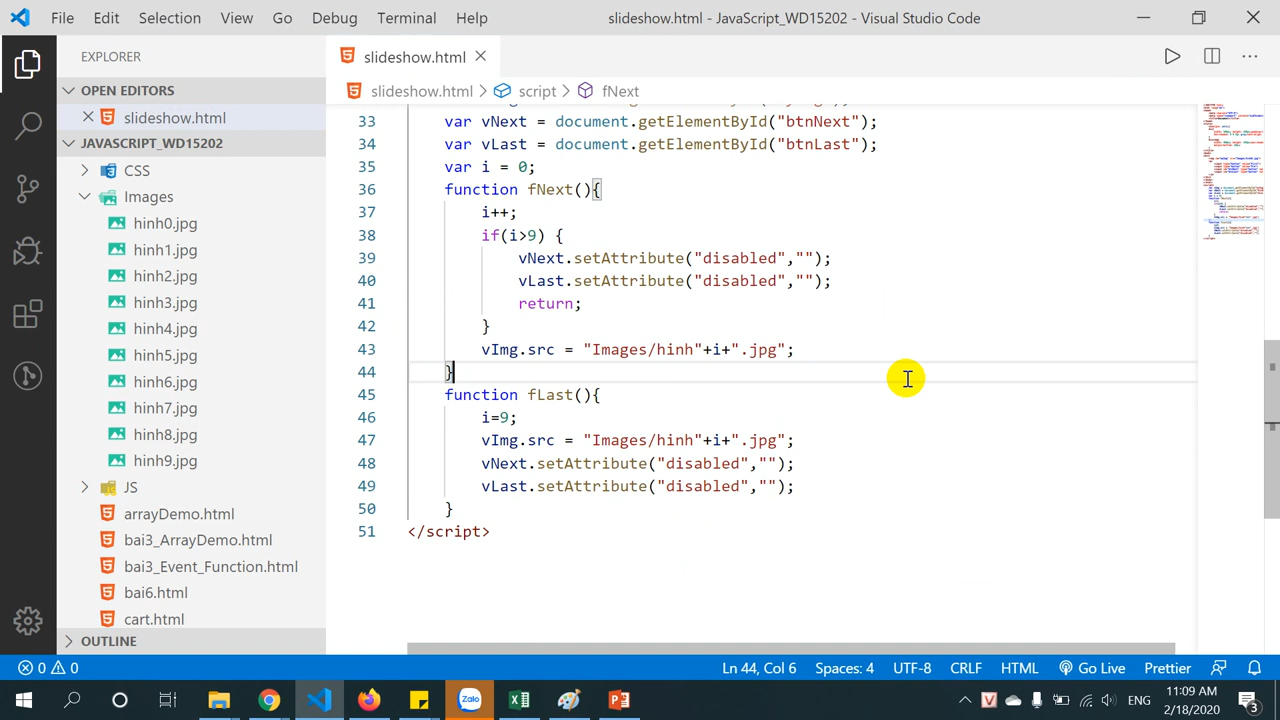 File Edit Selection View Go Debug Terminal Help
slideshow.html - JavaScript_WD15202 - Visual Studio Code
EXPLORER
OPEN EDITORS
slideshow.html
JAVASCRIPT_WD15202
CSS
Images
hinh0.jpg
hinh1.jpg
hinh2.jpg
hinh3.jpg
hinh4.jpg
hinh5.jpg
hinh6.jpg
hinh7.jpg
hinh8.jpg
hinh9.jpg
JS
arrayDemo.html
bai3_ArrayDemo.html
bai3_Event_Function.html
bai6.html
cart.html
OUTLINE
slideshow.html
slideshow.html > script > fNext
33 var vNext = document.getElementById("btnNext");
34 var vLast = document.getElementById("btnLast");
35 var i = 0;
36 function fNext(){
37 i++;
38 if(i>9) {
39 vNext.setAttribute("disabled","");
40 vLast.setAttribute("disabled","");
41 return;
42 }
43 vImg.src = "Images/hinh"+i+".jpg";
44 }
45 function fLast(){
46 i=9;
47 vImg.src = "Images/hinh"+i+".jpg";
48 vNext.setAttribute("disabled","");
49 vLast.setAttribute("disabled","");
50 }
51 </script>
0 0 Ln 44, Col 6 Spaces: 4 UTF-8 CRLF HTML Go Live Prettier
Zalo
ENG
11:09 AM
2/18/2020
3